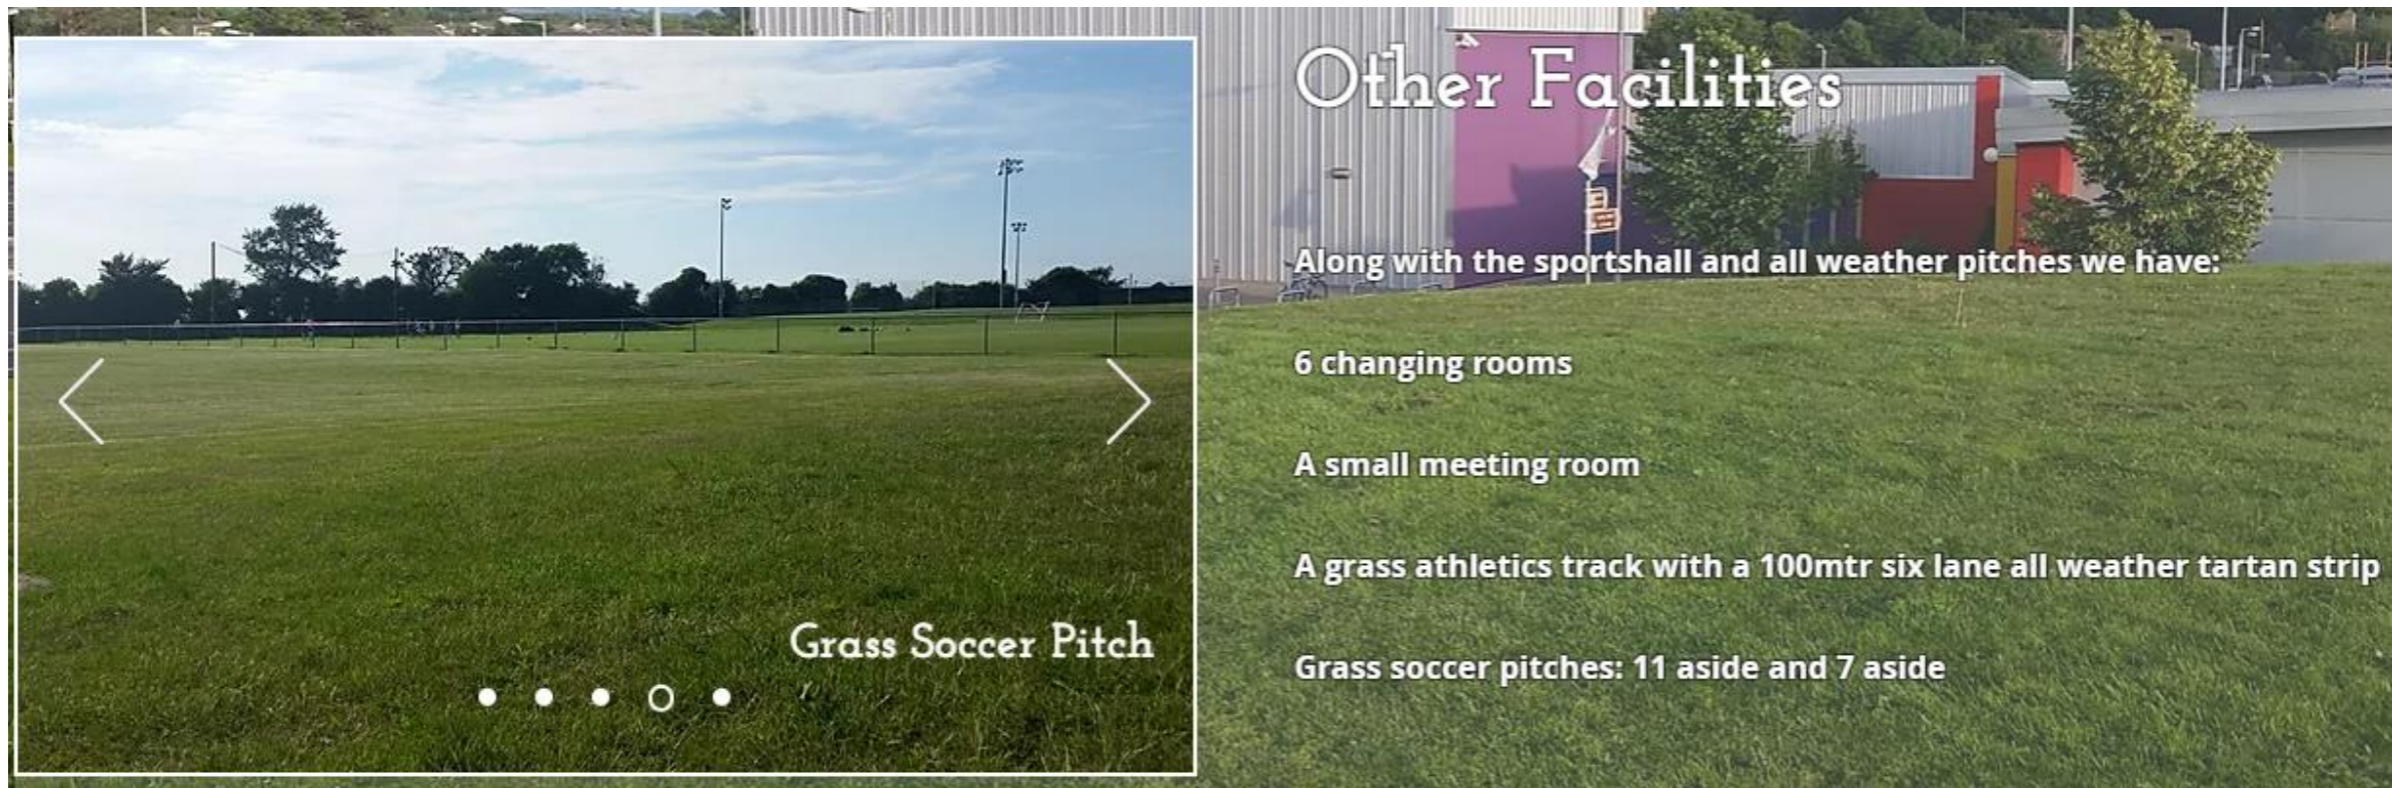 Other Facilities
Along with the sportshall and all weather pitches we have:
6 changing rooms
A small meeting room
A grass athletics track with a 100mtr six lane all weather tartan strip
Grass soccer pitches: 11 aside and 7 aside
Grass Soccer Pitch